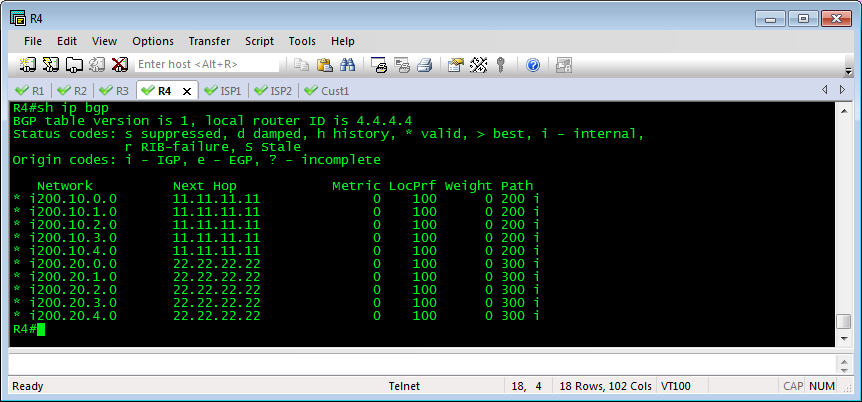 R4
File Edit View Options Transfer Script Tools Help
Enter host <Alt+R>
R1 R2 R3 R4 ISP1 ISP2 Cust1
R4#sh ip bgp
BGP table version is 1, local router ID is 4.4.4.4
Status codes: s suppressed, d damped, h history, * valid, > best, i - internal,
              r RIB-failure, S Stale
Origin codes: i - IGP, e - EGP, ? - incomplete
   Network          Next Hop            Metric LocPrf Weight Path
* i200.10.0.0       11.11.11.11              0    100      0 200 i
* i200.10.1.0       11.11.11.11              0    100      0 200 i
* i200.10.2.0       11.11.11.11              0    100      0 200 i
* i200.10.3.0       11.11.11.11              0    100      0 200 i
* i200.10.4.0       11.11.11.11              0    100      0 200 i
* i200.20.0.0       22.22.22.22              0    100      0 300 i
* i200.20.1.0       22.22.22.22              0    100      0 300 i
* i200.20.2.0       22.22.22.22              0    100      0 300 i
* i200.20.3.0       22.22.22.22              0    100      0 300 i
* i200.20.4.0       22.22.22.22              0    100      0 300 i
R4#
Ready Telnet 18, 4 18 Rows, 102 Cols VT100 CAP NUM